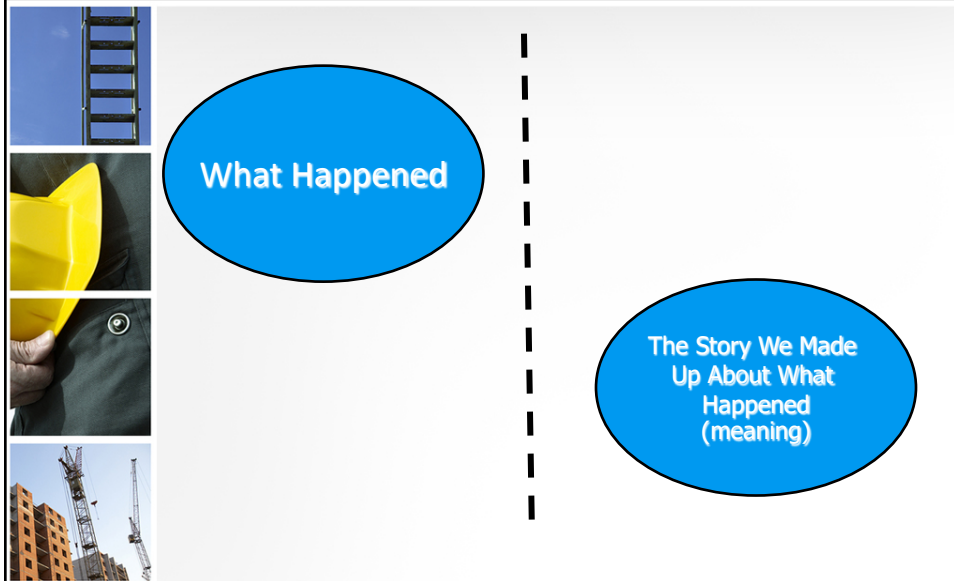 What Happened
The Story We Made
Up About What
Happened
(meaning)